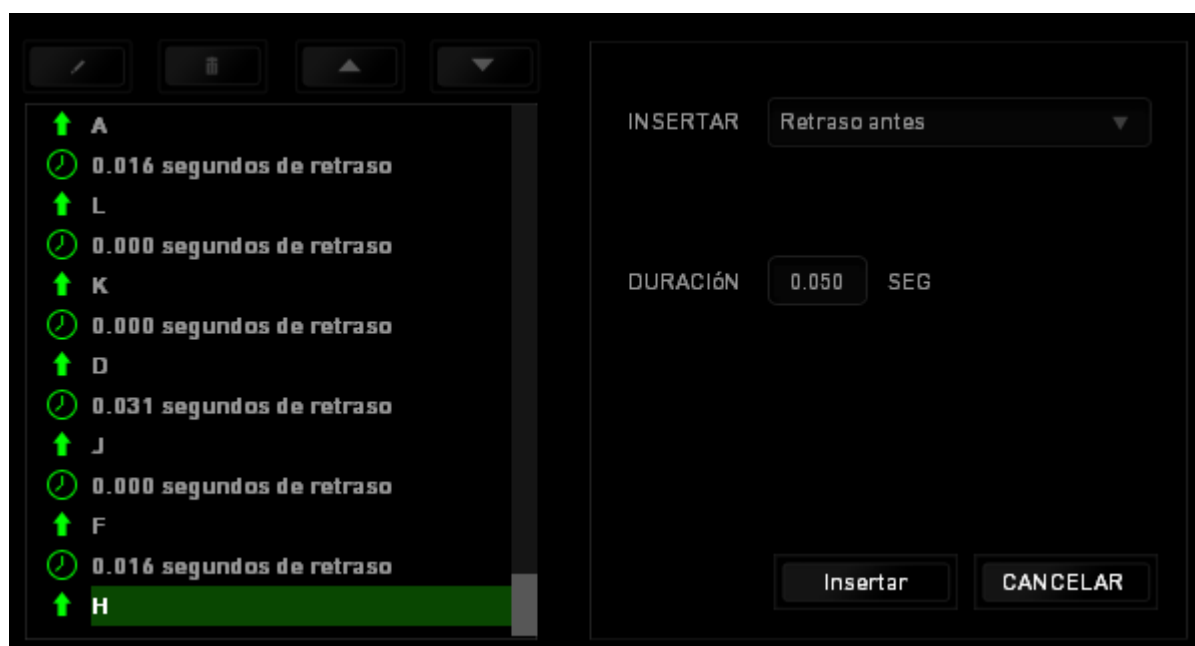 A
0.016 segundos de retraso
L
0.000 segundos de retraso
K
0.000 segundos de retraso
D
0.031 segundos de retraso
J
0.000 segundos de retraso
F
0.016 segundos de retraso
H
INSERTAR Retraso antes
DURACIóN 0.050 SEG
Insertar CANCELAR